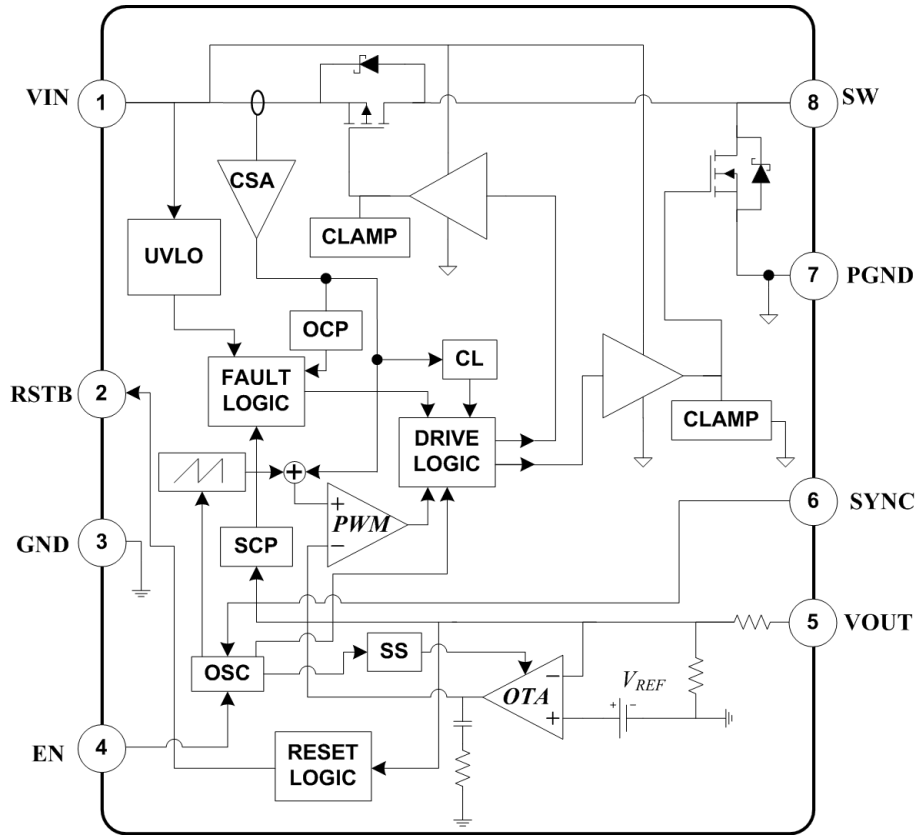 VIN 1
8 SW
CSA
CLAMP
UVLO
7 PGND
OCP
CL
RSTB 2
FAULT
LOGIC
CLAMP
DRIVE
LOGIC
+
+
PWM
−
6 SYNC
GND 3
SCP
5 VOUT
SS
OSC
−
OTA
+
VREF
+ −
EN 4
RESET
LOGIC